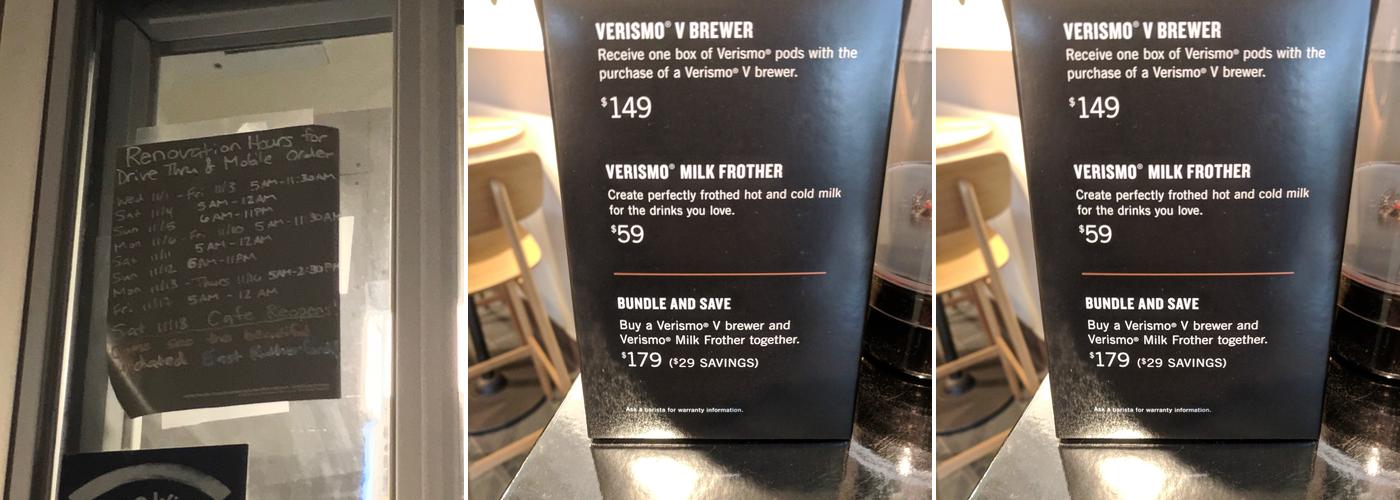 Renovation Hours for
Drive Thru & Mobile Order
Wed 11/1 - Fri 11/3 5AM-11:30AM
Sat 11/4 5AM-12AM
Sun 11/5 6AM-11PM
Mon 11/6 - Fri 11/10 5AM-11:30AM
Sat 11/11 5AM-12AM
Sun 11/12 6AM-11PM
Mon 11/13 - Thurs 11/16 5AM-2:30PM
Fri 11/17 5AM - 12 AM
Sat 11/18 Cafe Reopens!
see the beautiful
updated East Rutherford
VERISMO® V BREWER
Receive one box of Verismo® pods with the
purchase of a Verismo® V brewer.
$149
VERISMO® MILK FROTHER
Create perfectly frothed hot and cold milk
for the drinks you love.
$59
BUNDLE AND SAVE
Buy a Verismo® V brewer and
Verismo® Milk Frother together.
$179 ($29 SAVINGS)
Ask a barista for warranty information.
VERISMO® V BREWER
Receive one box of Verismo® pods with the
purchase of a Verismo® V brewer.
$149
VERISMO® MILK FROTHER
Create perfectly frothed hot and cold milk
for the drinks you love.
$59
BUNDLE AND SAVE
Buy a Verismo® V brewer and
Verismo® Milk Frother together.
$179 ($29 SAVINGS)
Ask a barista for warranty information.